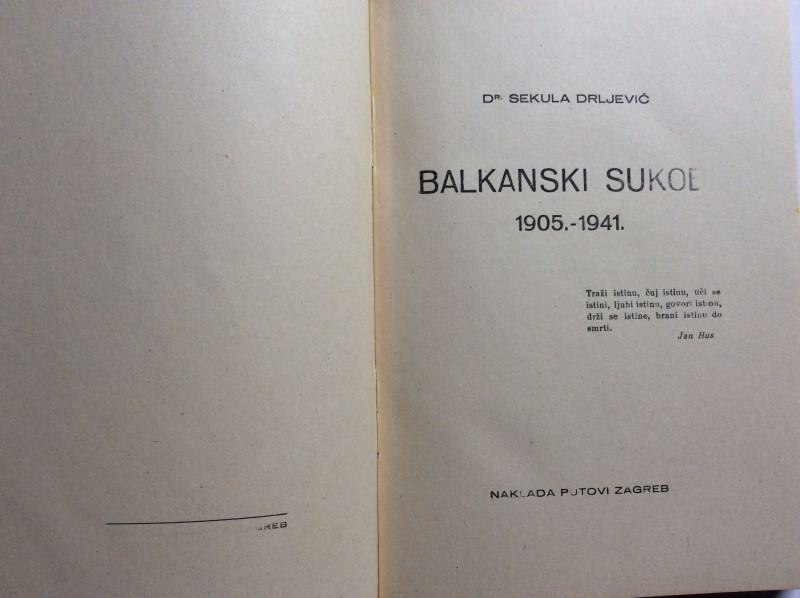 Dr. SEKULA DRLJEVIĆ
BALKANSKI
1905.-1941.
Traži istinu, čuj istinu, uči se
istini, ljubi istinu, govori istinu,
drži se istine, brani istinu do
smrti.
Jan Hus
NAKLADA PUTOVI ZAGREB